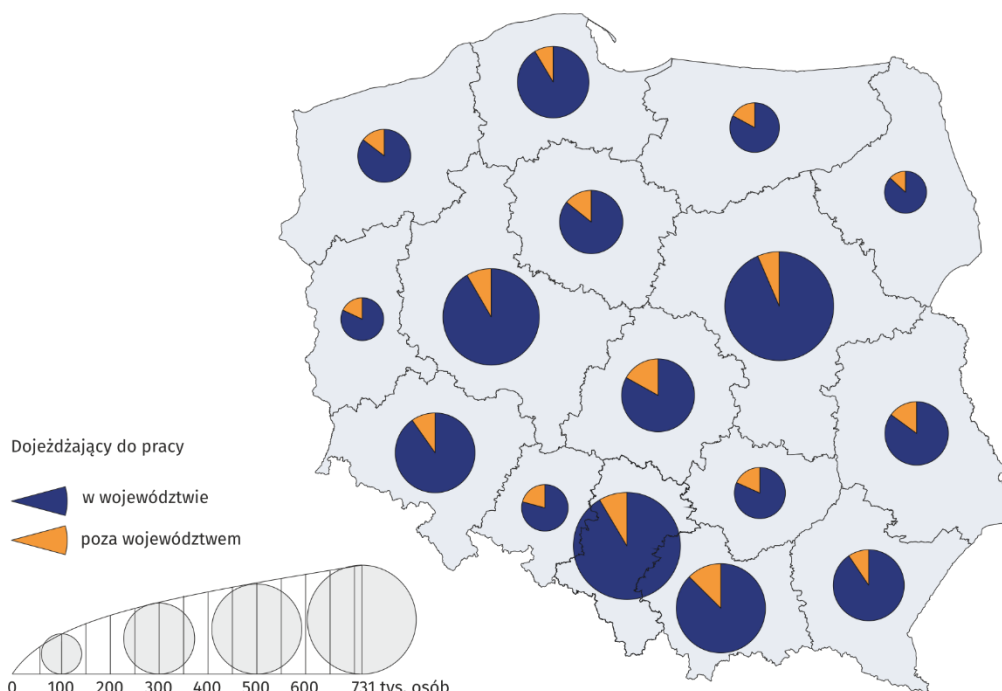 Dojeżdżający do pracy
w województwie
poza województwem
0 100 200 300 400 500 600 731 tys. osób